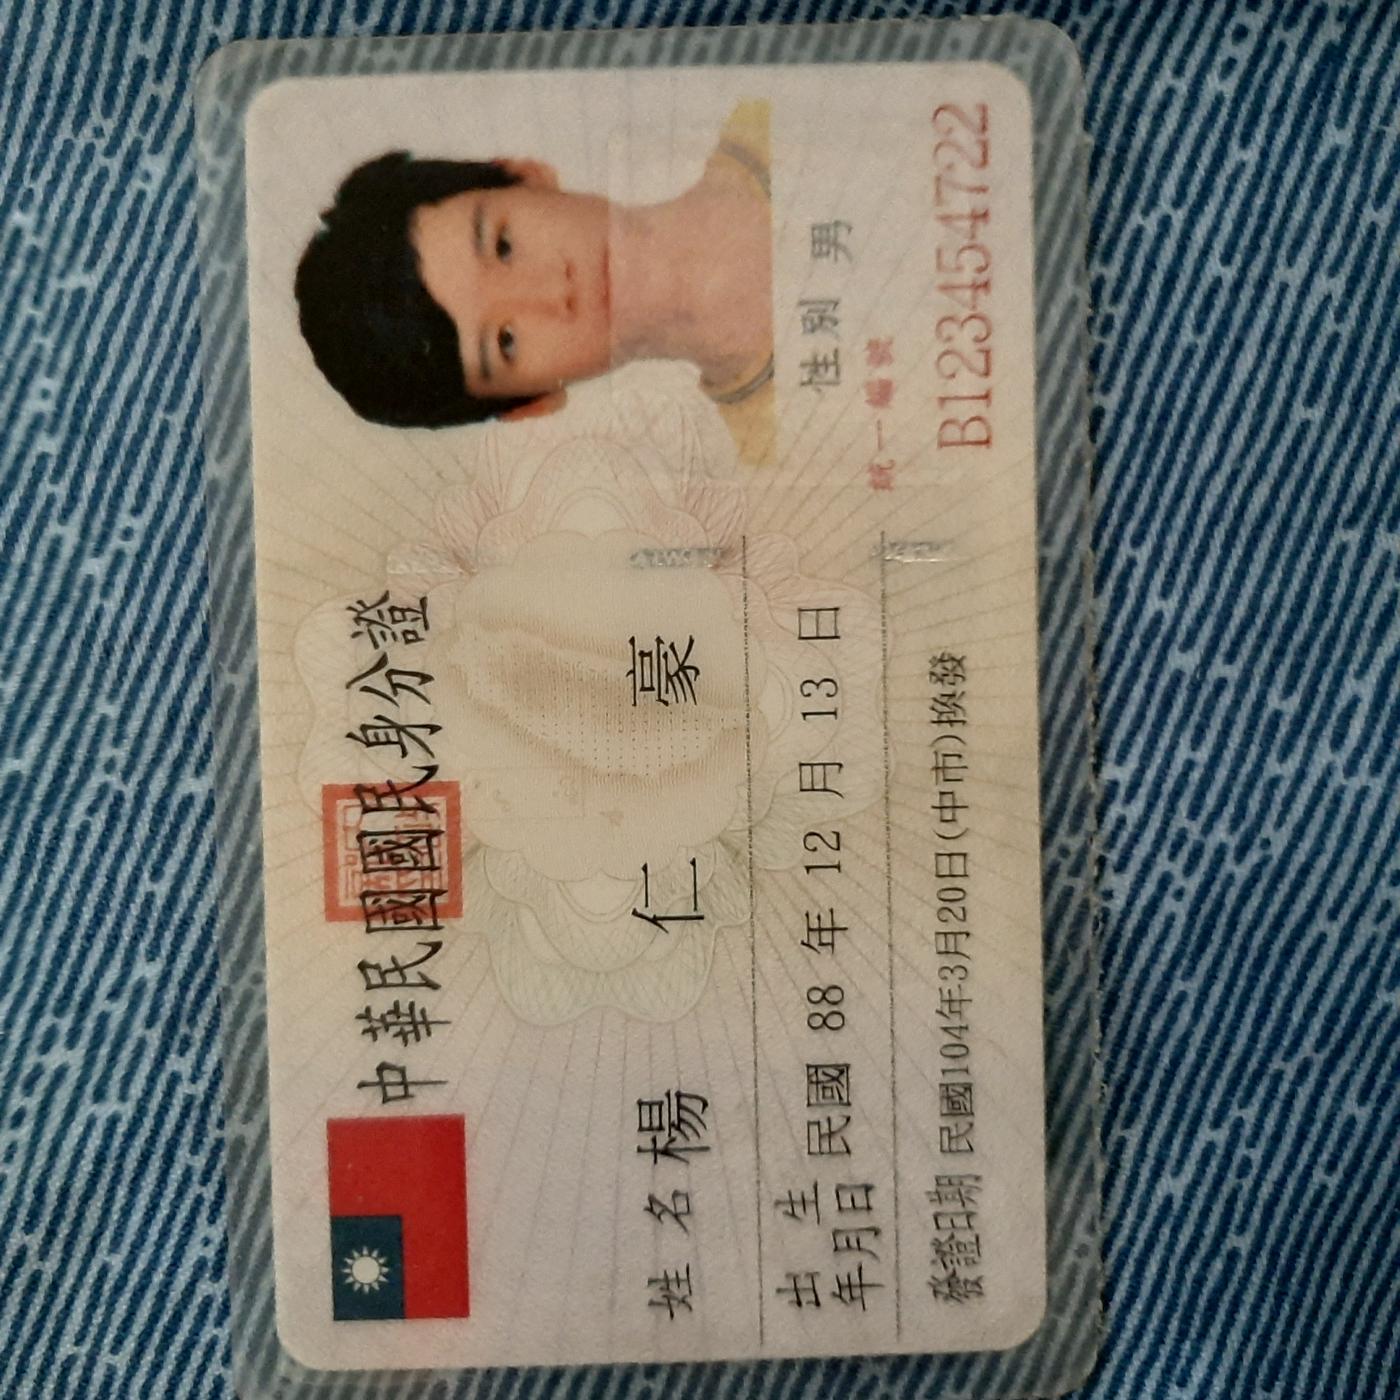 中華民國國民身分證
姓名 楊仁豪
出生年月日 民國 88 年 12 月 13 日
發證日期 民國104年3月20日(中市)換發
性別 男
統一編號
B123454722